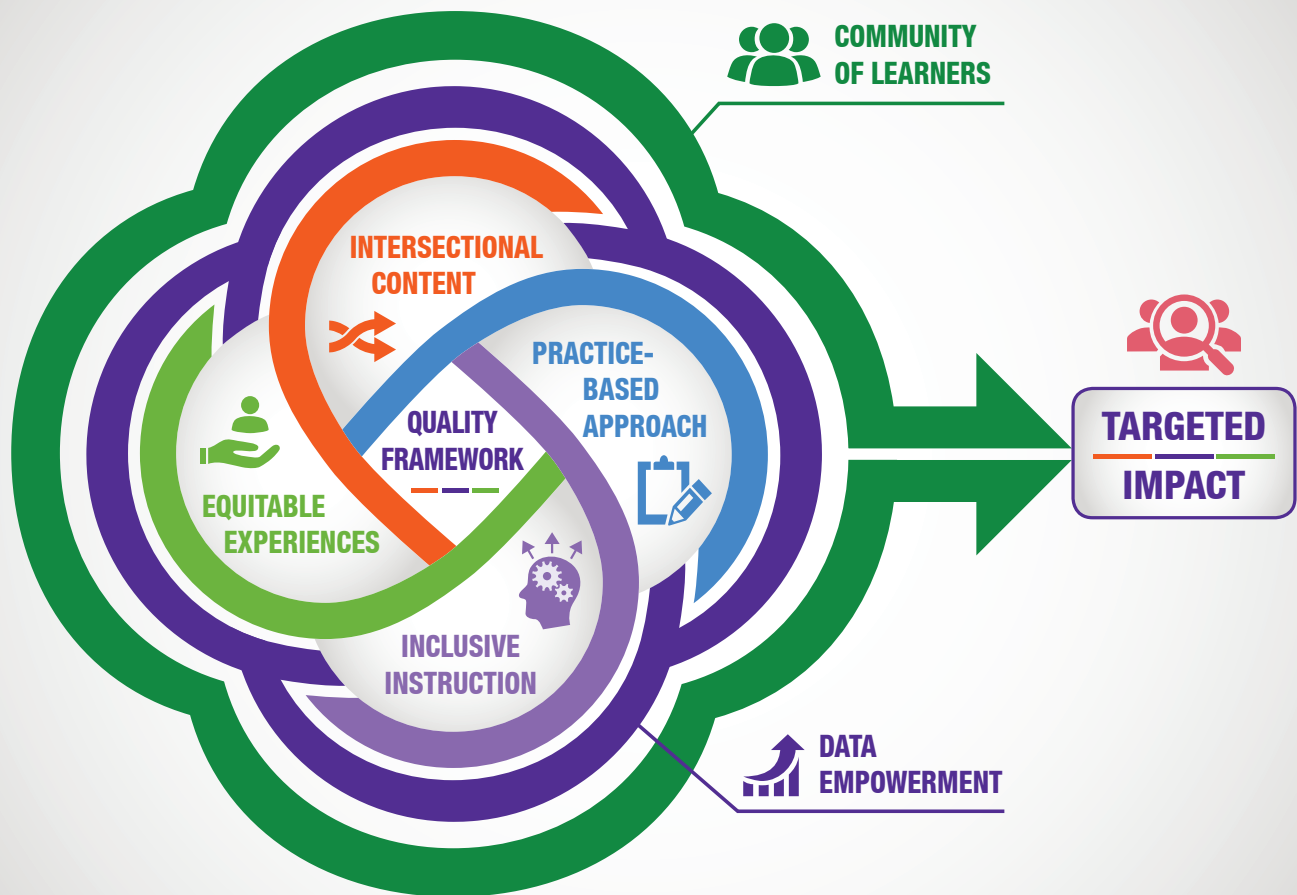 COMMUNITY
OF LEARNERS
INTERSECTIONAL
CONTENT
PRACTICE-
BASED
APPROACH
QUALITY
FRAMEWORK
EQUITABLE
EXPERIENCES
INCLUSIVE
INSTRUCTION
TARGETED
IMPACT
DATA
EMPOWERMENT